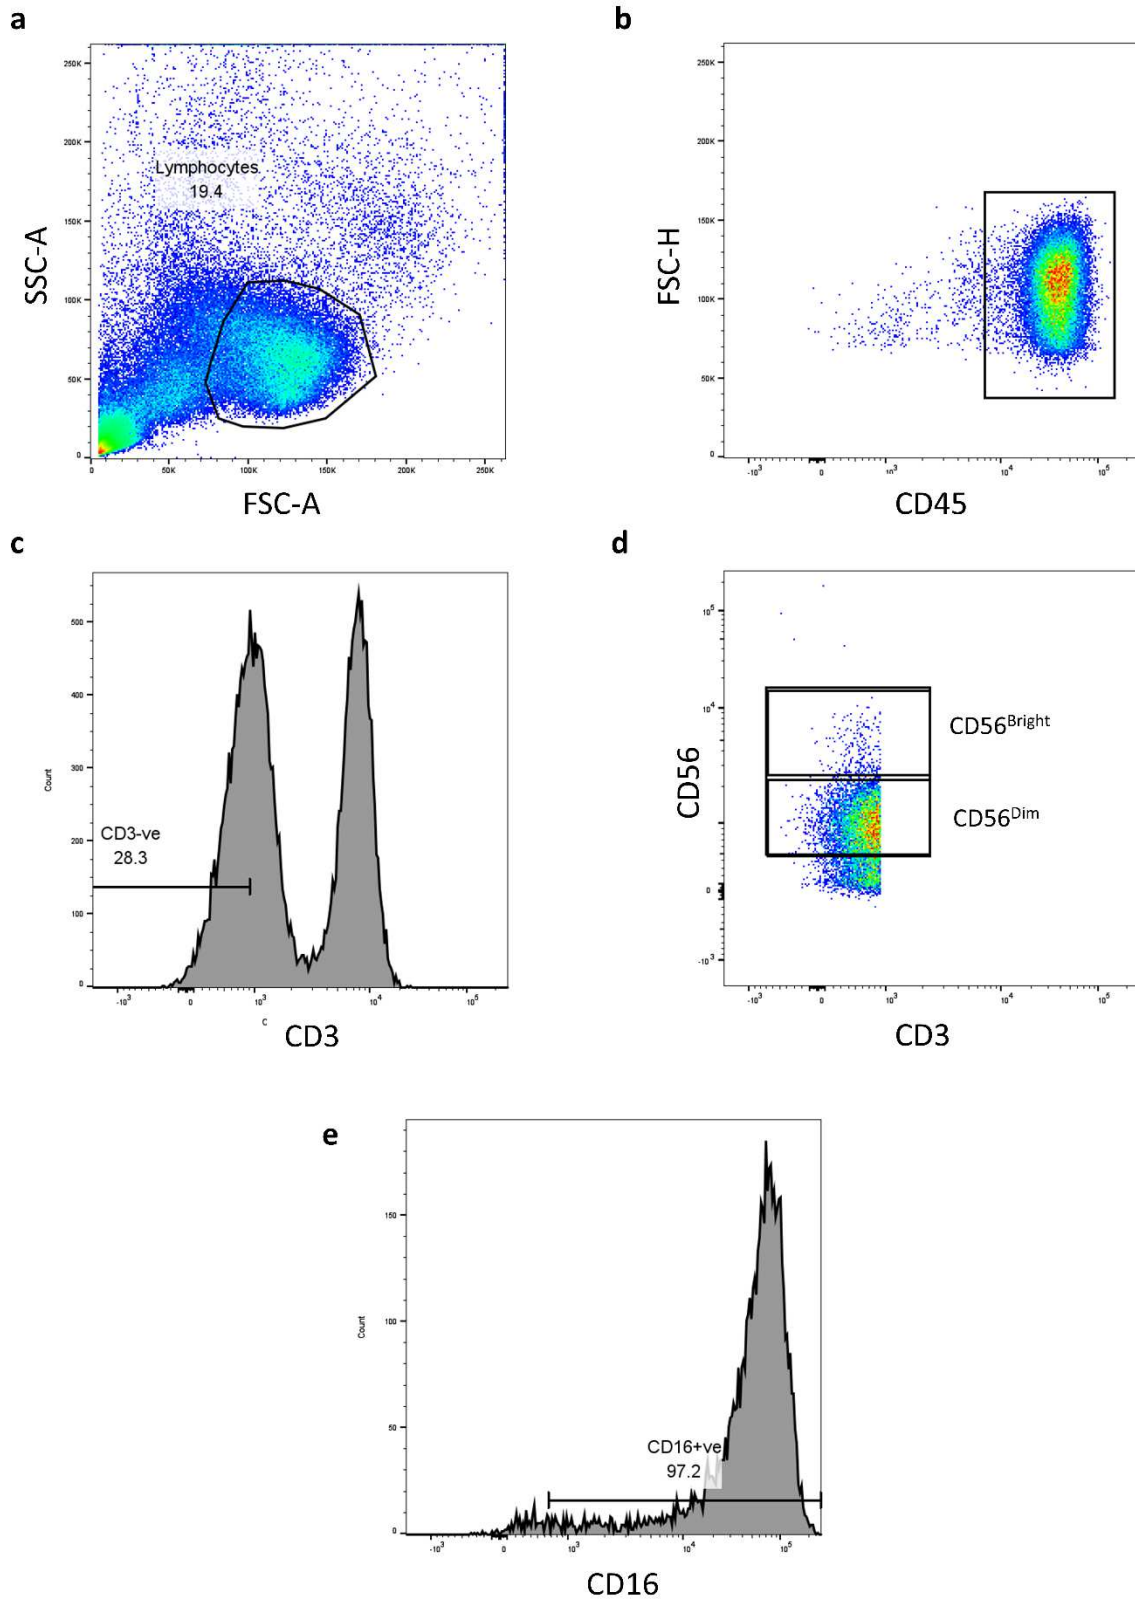 a
250K
200K
150K
100K
50K
0
SSC-A
Lymphocytes
19.4
0 50K 100K 150K 200K 250K
FSC-A
b
250K
200K
150K
100K
50K
0
FSC-H
-10³ 0 10³ 10⁴ 10⁵
CD45
c
500
400
300
200
100
0
Count
CD3-ve
28.3
-10³ 0 10³ 10⁴ 10⁵
C
CD3
d
10⁵
10⁴
0
-10³
CD56
CD56Bright
CD56Dim
-10³ 0 10³ 10⁴ 10⁵
CD3
e
150
100
50
0
Count
CD16+ve
97.2
-10³ 0 10³ 10⁴ 10⁵
CD16